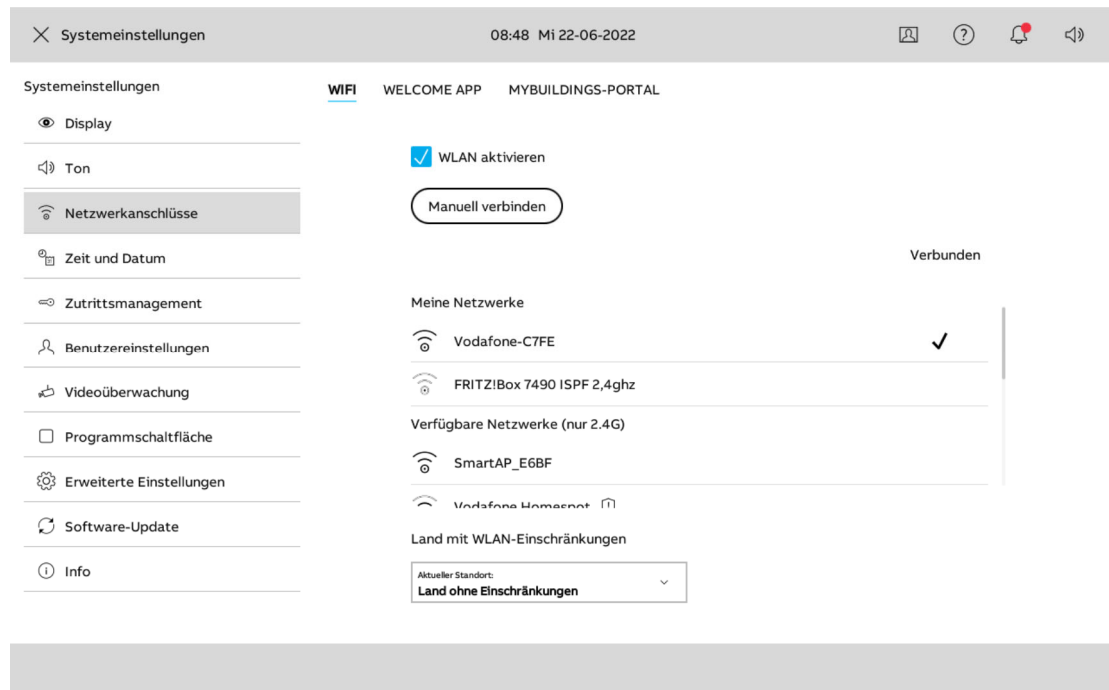 Systemeinstellungen
08:48 Mi 22-06-2022
Systemeinstellungen
Display
Ton
Netzwerkanschlüsse
Zeit und Datum
Zutrittsmanagement
Benutzereinstellungen
Videoüberwachung
Programmschaltfläche
Erweiterte Einstellungen
Software-Update
Info
WIFI WELCOME APP MYBUILDINGS-PORTAL
WLAN aktivieren
Manuell verbinden
Verbunden
Meine Netzwerke
Vodafone-C7FE
FRITZ!Box 7490 ISPF 2,4ghz
Verfügbare Netzwerke (nur 2.4G)
SmartAP_E6BF
Vodafone Homespot
Land mit WLAN-Einschränkungen
Aktueller Standort:
Land ohne Einschränkungen